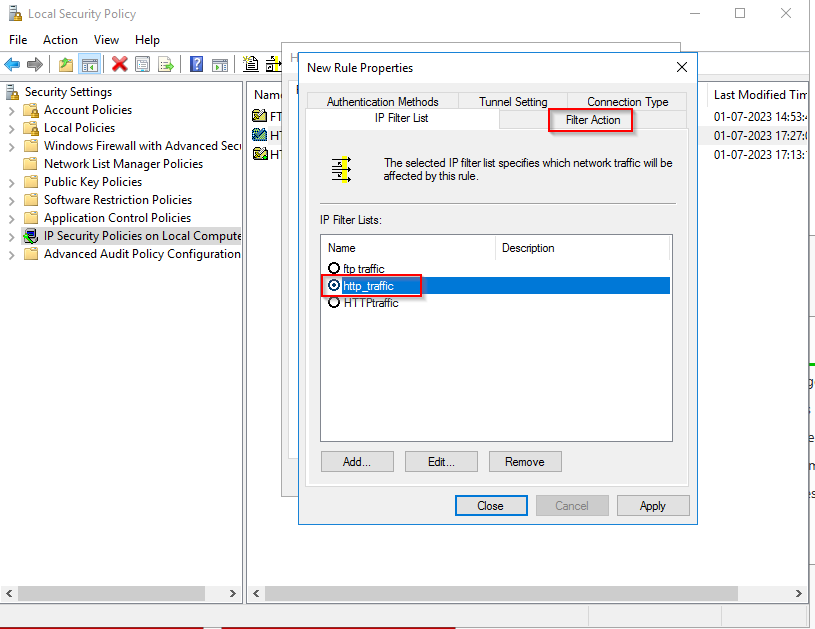 Local Security Policy
File Action View Help
Security Settings
Account Policies
Local Policies
Windows Firewall with Advanced Secu
Network List Manager Policies
Public Key Policies
Software Restriction Policies
Application Control Policies
IP Security Policies on Local Compute
Advanced Audit Policy Configuration
Name
FT
HT
HT
Last Modified Tim
01-07-2023 14:53:4
01-07-2023 17:27:0
01-07-2023 17:13:
New Rule Properties
Authentication Methods Tunnel Setting Connection Type
IP Filter List Filter Action
The selected IP filter list specifies which network traffic will be
affected by this rule.
IP Filter Lists:
Name Description
ftp traffic
http_traffic
HTTPtraffic
Add... Edit... Remove
Close Cancel Apply